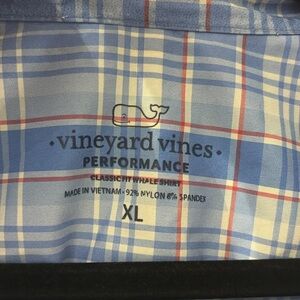 ·vineyard vines·
PERFORMANCE
CLASSIC FIT WHALE SHIRT
MADE IN VIETNAM · 92% NYLON 8% SPANDEX
XL